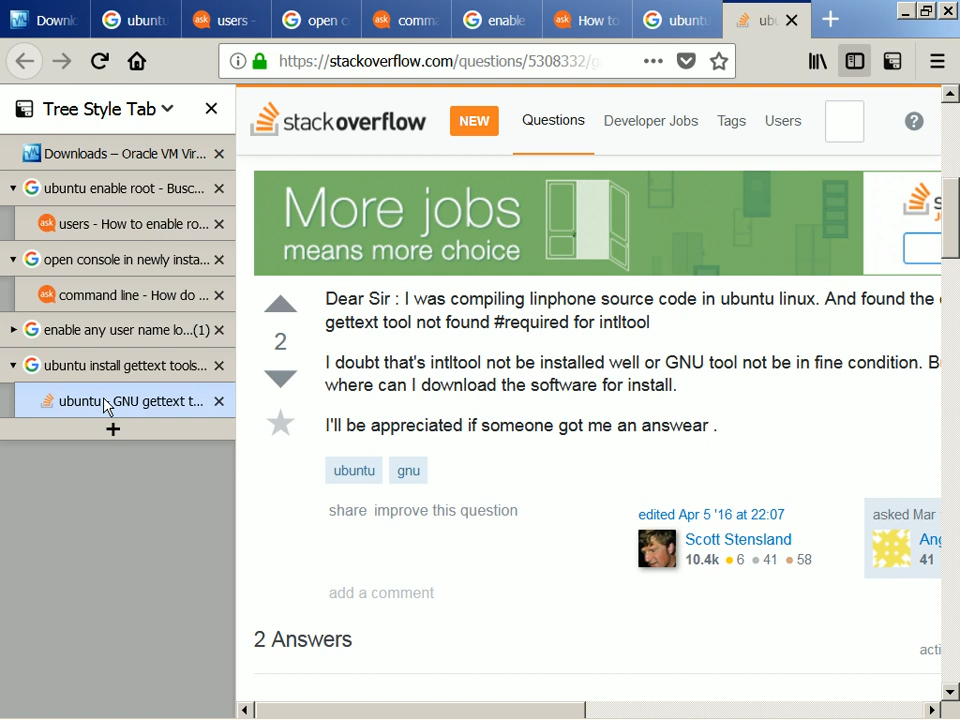 Downl
ubuntu
users -
open c
comma
enable
How to
ubuntu
ub
https://stackoverflow.com/questions/5308332/g
Tree Style Tab
Downloads – Oracle VM Vir...
ubuntu enable root - Busc...
users - How to enable ro...
open console in newly insta...
command line - How do ...
enable any user name lo...(1)
ubuntu install gettext tools...
ubuntu GNU gettext t...
stackoverflow
NEW
Questions
Developer Jobs
Tags
Users
More jobs
means more choice
Dear Sir : I was compiling linphone source code in ubuntu linux. And found the
gettext tool not found #required for intltool
2
I doubt that's intltool not be installed well or GNU tool not be in fine condition. B
where can I download the software for install.
I'll be appreciated if someone got me an answear .
ubuntu gnu
share improve this question
edited Apr 5 '16 at 22:07
Scott Stensland
10.4k 6 41 58
asked Mar
Ang
41
add a comment
2 Answers
acti